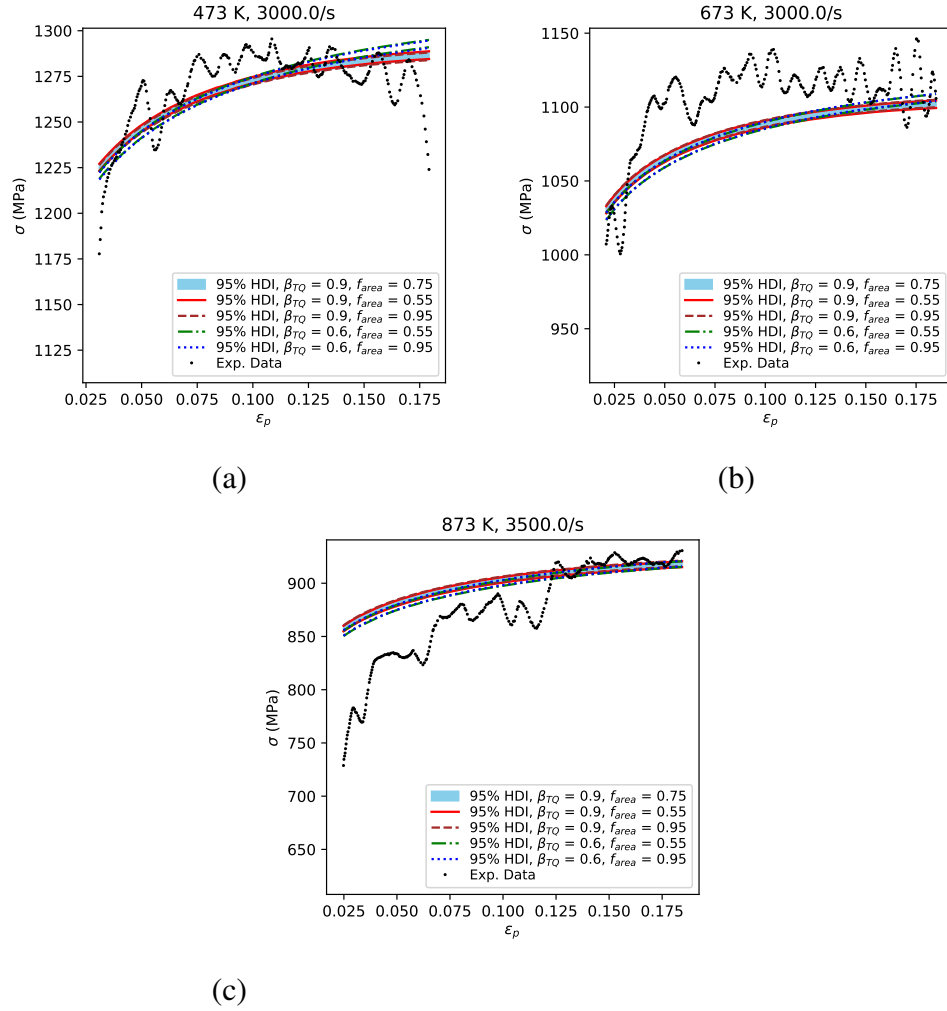 473 K, 3000.0/s
1300
1275
1250
1225
1200
1175
1150
1125
σ (MPa)
95% HDI, β_TQ = 0.9, f_area = 0.75
95% HDI, β_TQ = 0.9, f_area = 0.55
95% HDI, β_TQ = 0.9, f_area = 0.95
95% HDI, β_TQ = 0.6, f_area = 0.55
95% HDI, β_TQ = 0.6, f_area = 0.95
Exp. Data
0.025 0.050 0.075 0.100 0.125 0.150 0.175
ε_p
(a)
673 K, 3000.0/s
1150
1100
1050
1000
950
σ (MPa)
95% HDI, β_TQ = 0.9, f_area = 0.75
95% HDI, β_TQ = 0.9, f_area = 0.55
95% HDI, β_TQ = 0.9, f_area = 0.95
95% HDI, β_TQ = 0.6, f_area = 0.55
95% HDI, β_TQ = 0.6, f_area = 0.95
Exp. Data
0.025 0.050 0.075 0.100 0.125 0.150 0.175
ε_p
(b)
873 K, 3500.0/s
900
850
800
750
700
650
σ (MPa)
95% HDI, β_TQ = 0.9, f_area = 0.75
95% HDI, β_TQ = 0.9, f_area = 0.55
95% HDI, β_TQ = 0.9, f_area = 0.95
95% HDI, β_TQ = 0.6, f_area = 0.55
95% HDI, β_TQ = 0.6, f_area = 0.95
Exp. Data
0.025 0.050 0.075 0.100 0.125 0.150 0.175
ε_p
(c)